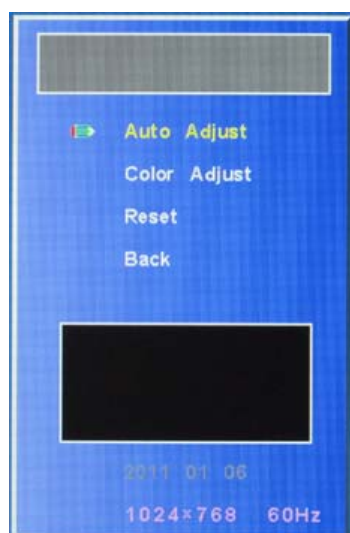 Auto Adjust
Color Adjust
Reset
Back
2011 01 06
1024×768 60Hz